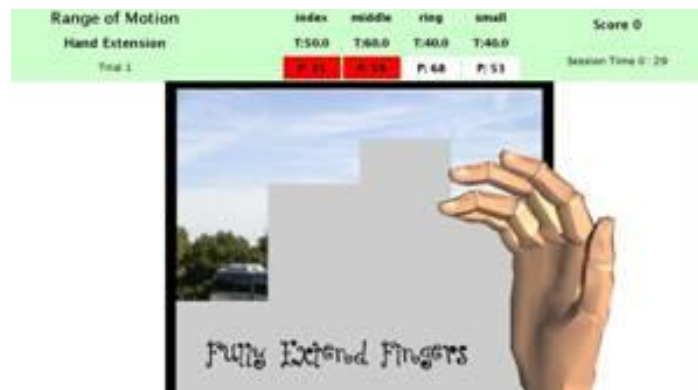 Range of Motion
Hand Extension
Trial 1
index middle ring small
T:50.0 T:60.0 T:40.0 T:40.0
P: 68 P: 53
Score 0
Session Time 0 : 29
Fully Extend Fingers